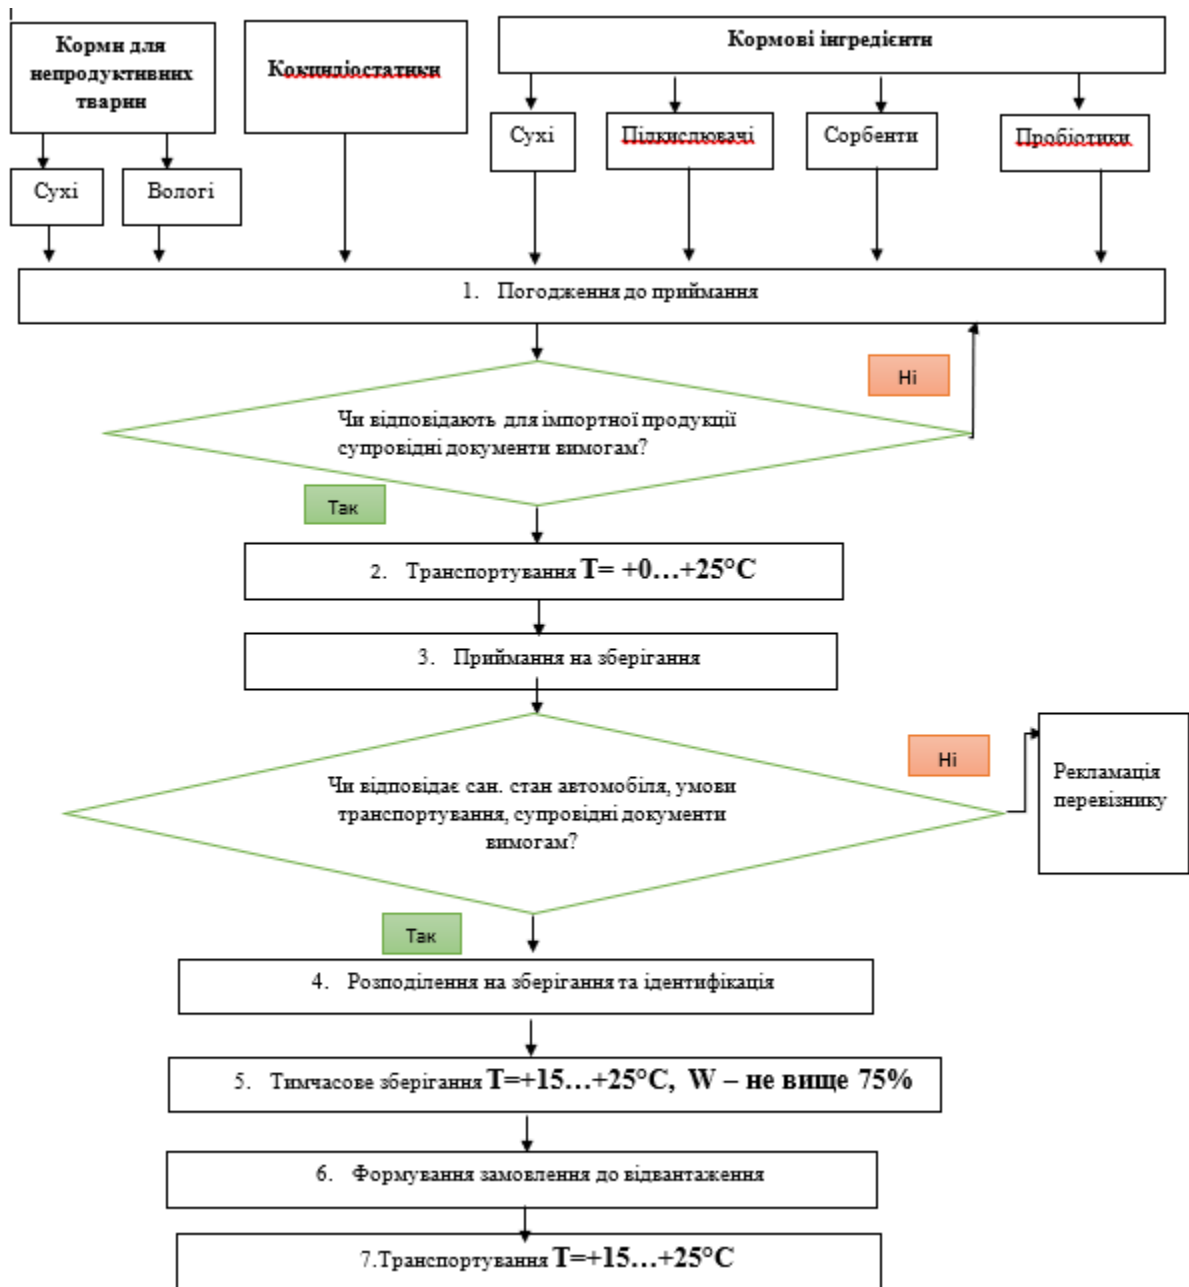 Корми для
непродуктивних
тварин
Кокцидіостатики
Кормові інгредієнти
Сухі
Вологі
Сухі
Підкислювачі
Сорбенти
Пробіотики
1. Погодження до приймання
Ні
Чи відповідають для імпортної продукції
супровідні документи вимогам?
Так
2. Транспортування T= +0…+25°C
3. Приймання на зберігання
Ні
Чи відповідає сан. стан автомобіля, умови
транспортування, супровідні документи
вимогам?
Рекламація
перевізнику
Так
4. Розподілення на зберігання та ідентифікація
5. Тимчасове зберігання T=+15…+25°C, W – не вище 75%
6. Формування замовлення до відвантаження
7.Транспортування T=+15…+25°C